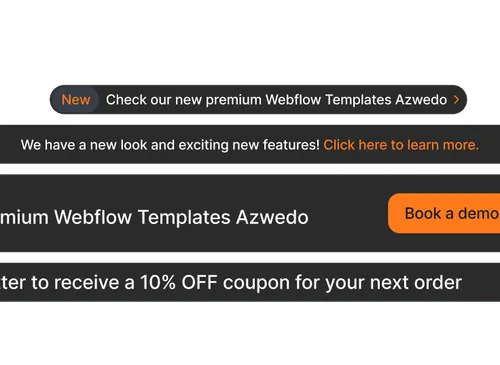 New Check our new premium Webflow Templates Azwedo
We have a new look and exciting new features! Click here to learn more.
mium Webflow Templates Azwedo Book a demo
ter to receive a 10% OFF coupon for your next order